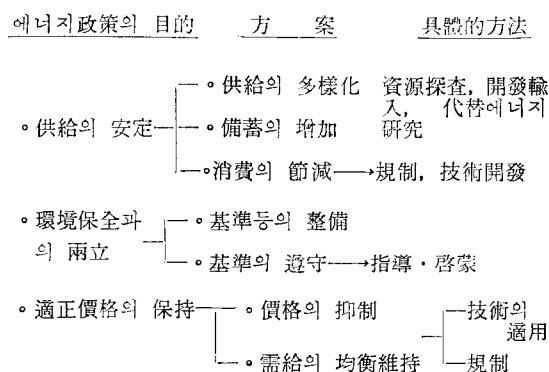 에너지政策의 目的 方 案 具體的方法
◦供給의 多樣化 資源探査, 開發輸
入, 代替에너지
◦供給의 安定 ◦備蓄의 增加 研究
◦消費의 節減→規制, 技術開發
◦環境保全과 ◦基準등의 整備
의 兩立
◦基準의 遵守→指導·啓蒙
◦適正價格의 保持 ◦價格의 抑制 技術의
適用
◦需給의 均衡維持 規制